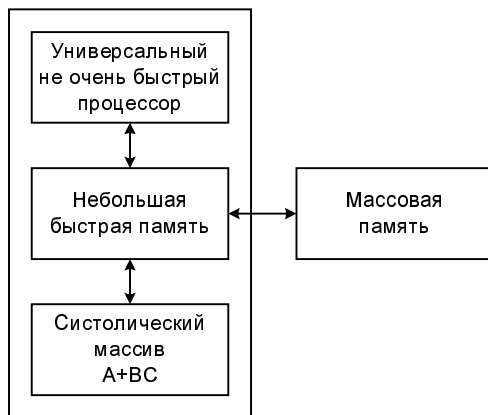 Универсальный
не очень быстрый
процессор
Небольшая
быстрая память
Массовая
память
Систолический
массив
A+BC